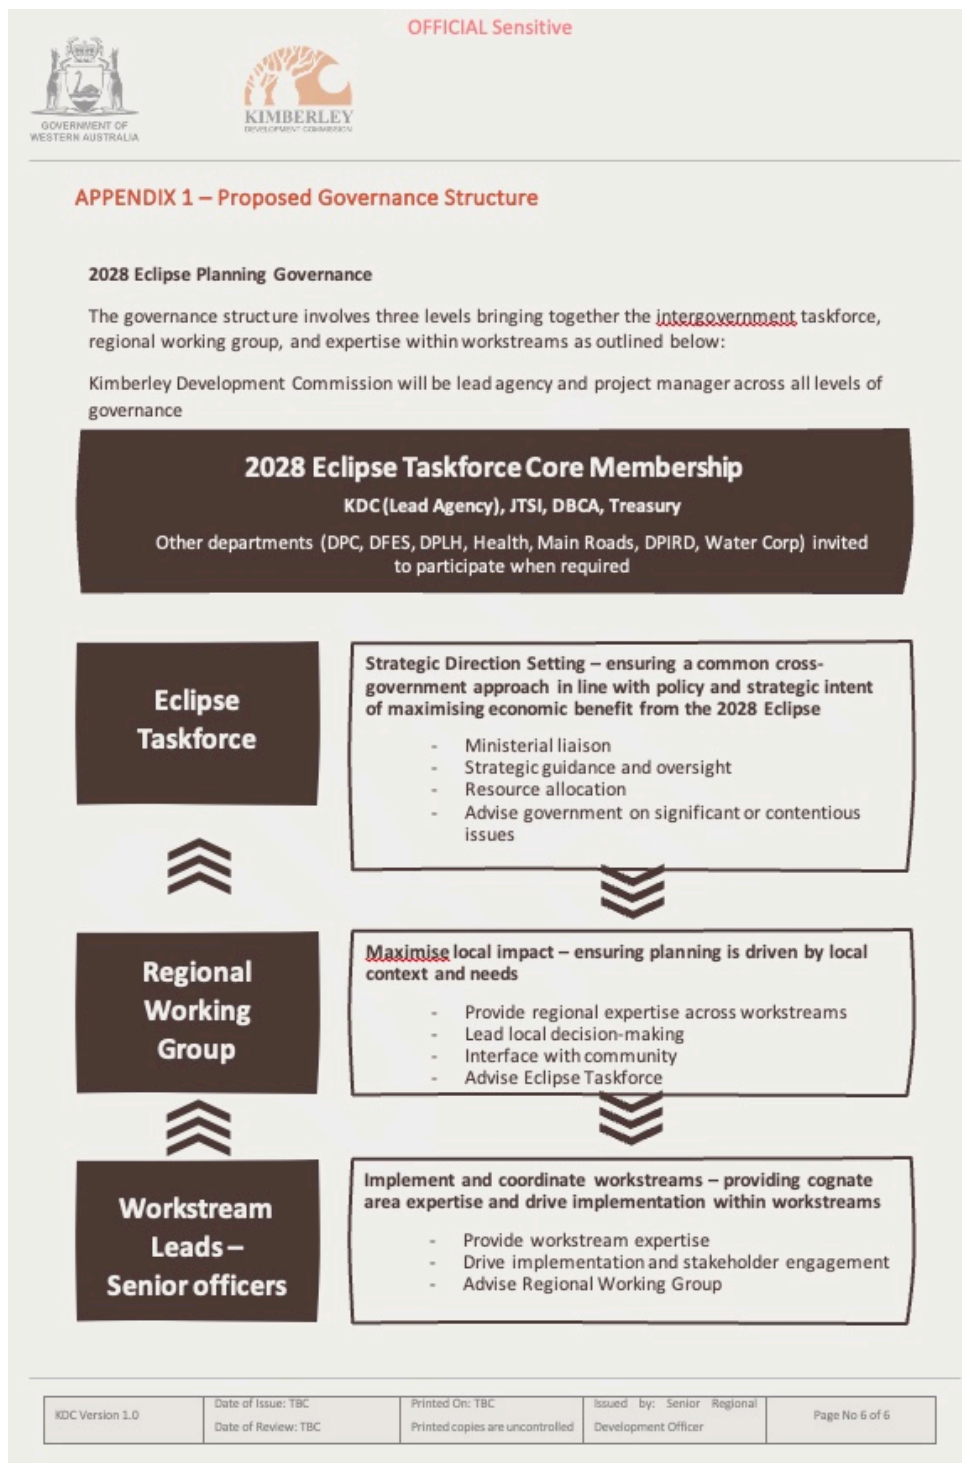 OFFICIAL Sensitive
GOVERNMENT OF
WESTERN AUSTRALIA
KIMBERLEY
DEVELOPMENT COMMISSION
APPENDIX 1 – Proposed Governance Structure
2028 Eclipse Planning Governance
The governance structure involves three levels bringing together the intergovernment taskforce,
regional working group, and expertise within workstreams as outlined below:
Kimberley Development Commission will be lead agency and project manager across all levels of
governance
2028 Eclipse Taskforce Core Membership
KDC (Lead Agency), JTSI, DBCA, Treasury
Other departments (DPC, DFES, DPLH, Health, Main Roads, DPIRD, Water Corp) invited
to participate when required
Eclipse
Taskforce
Strategic Direction Setting – ensuring a common cross-
government approach in line with policy and strategic intent
of maximising economic benefit from the 2028 Eclipse
- Ministerial liaison
- Strategic guidance and oversight
- Resource allocation
- Advise government on significant or contentious
issues
Regional
Working
Group
Maximise local impact – ensuring planning is driven by local
context and needs
- Provide regional expertise across workstreams
- Lead local decision-making
- Interface with community
- Advise Eclipse Taskforce
Workstream
Leads –
Senior officers
Implement and coordinate workstreams – providing cognate
area expertise and drive implementation within workstreams
- Provide workstream expertise
- Drive implementation and stakeholder engagement
- Advise Regional Working Group
KDC Version 1.0
Date of Issue: TBC
Date of Review: TBC
Printed On: TBC
Printed copies are uncontrolled
Issued by: Senior Regional
Development Officer
Page No 6 of 6